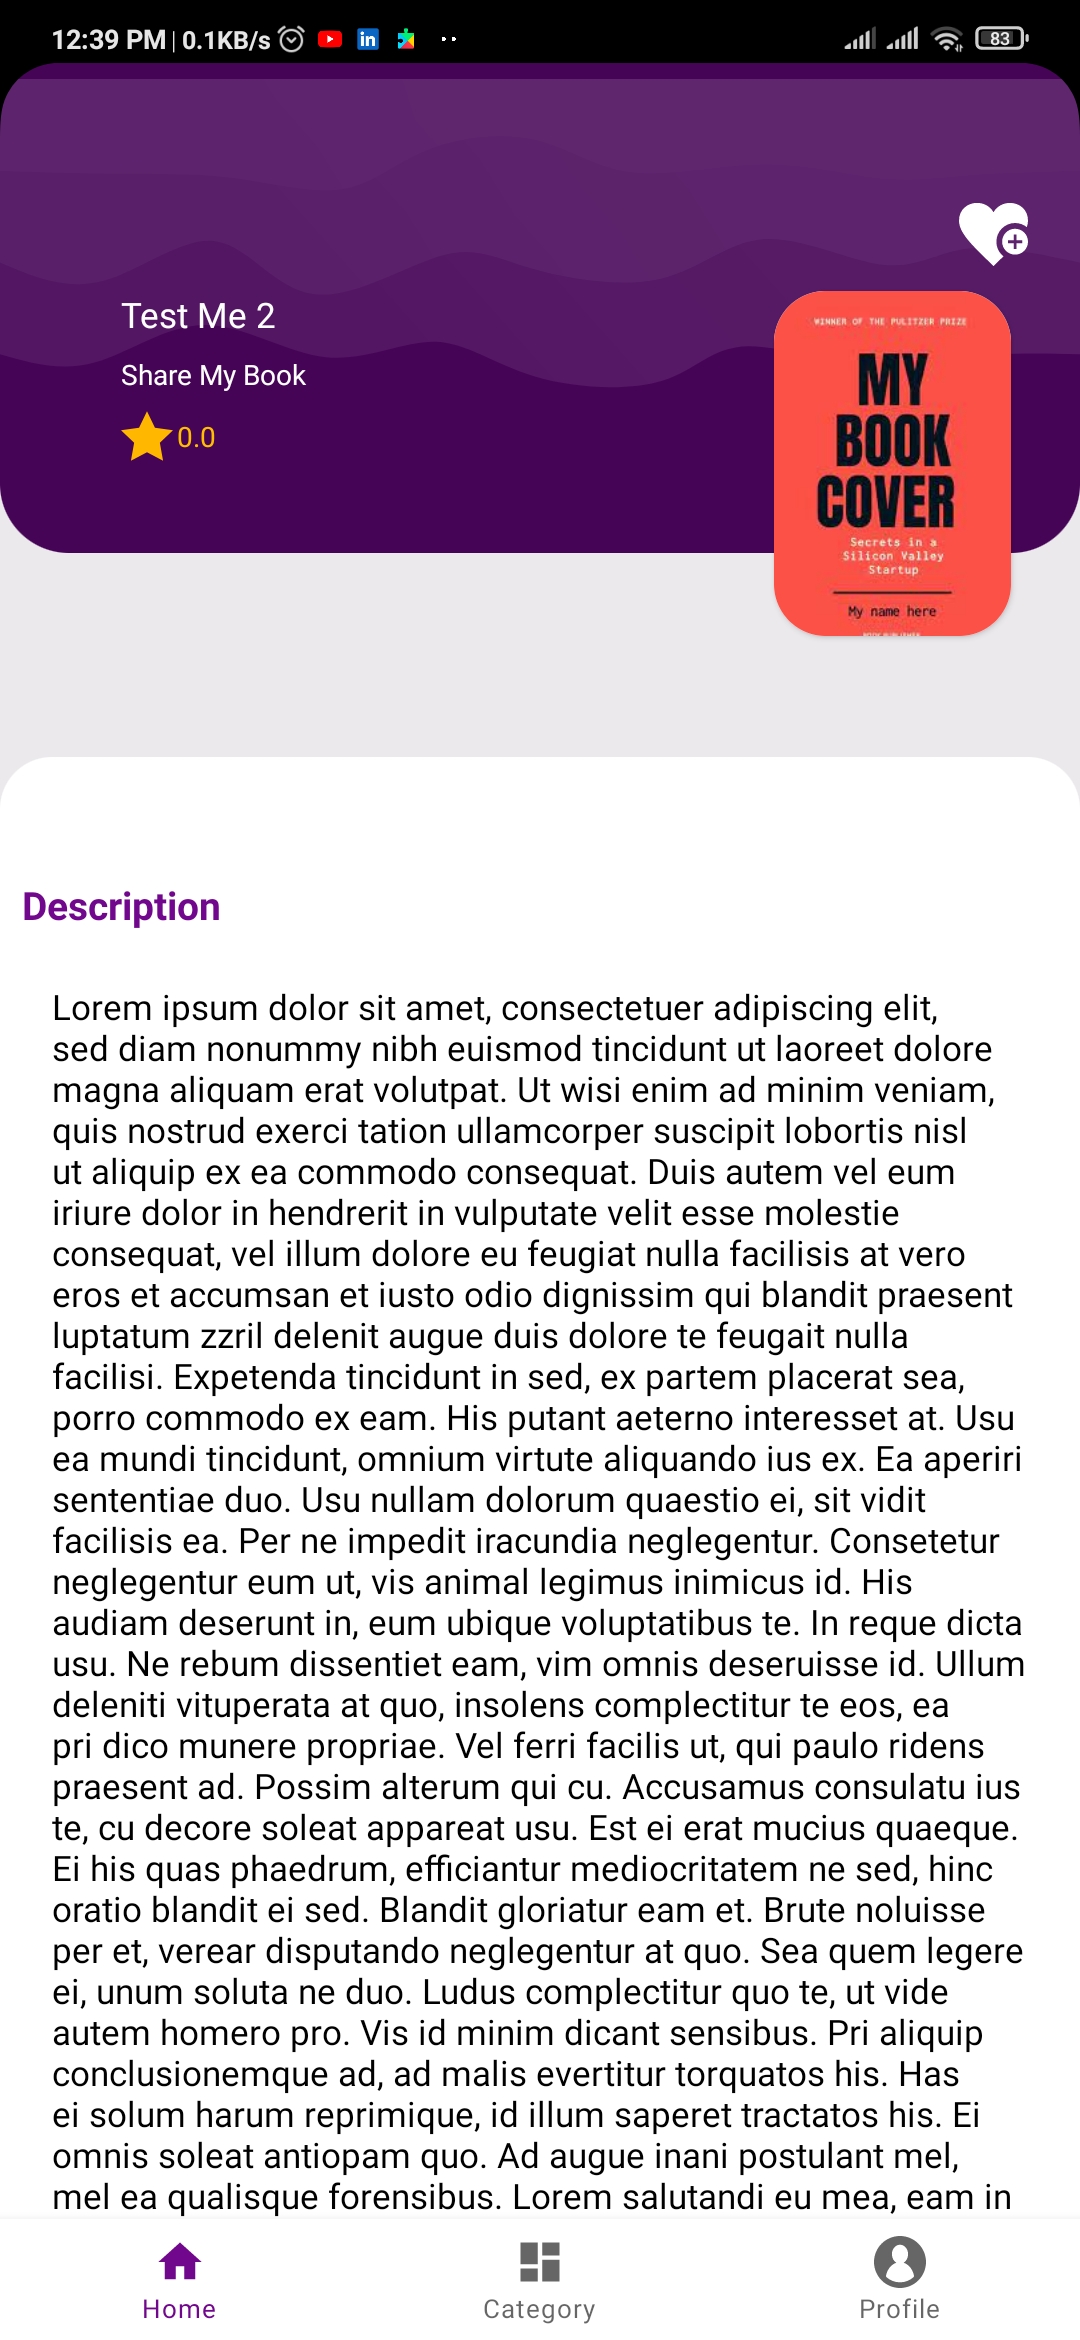 12:39 PM | 0.1KB/s
83
Test Me 2
Share My Book
0.0
WINNER OF THE PULITZER PRIZE
MY
BOOK
COVER
Secrets in a
Silicon Valley
Startup
My name here
Description
Lorem ipsum dolor sit amet, consectetuer adipiscing elit,
sed diam nonummy nibh euismod tincidunt ut laoreet dolore
magna aliquam erat volutpat. Ut wisi enim ad minim veniam,
quis nostrud exerci tation ullamcorper suscipit lobortis nisl
ut aliquip ex ea commodo consequat. Duis autem vel eum
iriure dolor in hendrerit in vulputate velit esse molestie
consequat, vel illum dolore eu feugiat nulla facilisis at vero
eros et accumsan et iusto odio dignissim qui blandit praesent
luptatum zzril delenit augue duis dolore te feugait nulla
facilisi. Expetenda tincidunt in sed, ex partem placerat sea,
porro commodo ex eam. His putant aeterno interesset at. Usu
ea mundi tincidunt, omnium virtute aliquando ius ex. Ea aperiri
sententiae duo. Usu nullam dolorum quaestio ei, sit vidit
facilisis ea. Per ne impedit iracundia neglegentur. Consetetur
neglegentur eum ut, vis animal legimus inimicus id. His
audiam deserunt in, eum ubique voluptatibus te. In reque dicta
usu. Ne rebum dissentiet eam, vim omnis deseruisse id. Ullum
deleniti vituperata at quo, insolens complectitur te eos, ea
pri dico munere propriae. Vel ferri facilis ut, qui paulo ridens
praesent ad. Possim alterum qui cu. Accusamus consulatu ius
te, cu decore soleat appareat usu. Est ei erat mucius quaeque.
Ei his quas phaedrum, efficiantur mediocritatem ne sed, hinc
oratio blandit ei sed. Blandit gloriatur eam et. Brute noluisse
per et, verear disputando neglegentur at quo. Sea quem legere
ei, unum soluta ne duo. Ludus complectitur quo te, ut vide
autem homero pro. Vis id minim dicant sensibus. Pri aliquip
conclusionemque ad, ad malis evertitur torquatos his. Has
ei solum harum reprimique, id illum saperet tractatos his. Ei
omnis soleat antiopam quo. Ad augue inani postulant mel,
mel ea qualisque forensibus. Lorem salutandi eu mea, eam in
Home
Category
Profile